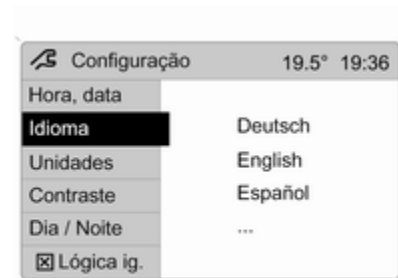 Configuração 19.5° 19:36
Hora, data
Idioma Deutsch
Unidades English
Contraste Español
Dia / Noite ...
Lógica ig.